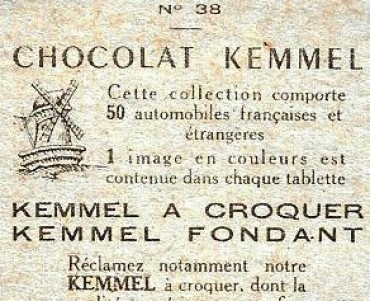 N° 38
CHOCOLAT KEMMEL
Cette collection comporte
50 automobiles françaises et
étrangeres
1 image en couleurs est
contenue dans chaque tablette
KEMMEL A CROQUER
KEMMEL FONDANT
Réclamez notamment notre
KEMMEL à croquer, dont la